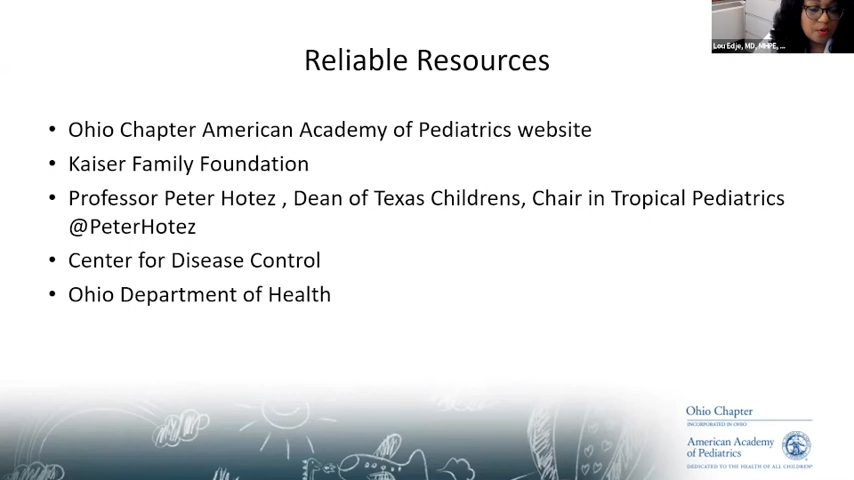 Lou Edje, MD, MHPE, ...
Reliable Resources
• Ohio Chapter American Academy of Pediatrics website
• Kaiser Family Foundation
• Professor Peter Hotez , Dean of Texas Childrens, Chair in Tropical Pediatrics
@PeterHotez
• Center for Disease Control
• Ohio Department of Health
Ohio Chapter
INCORPORATED IN OHIO
American Academy
of Pediatrics
DEDICATED TO THE HEALTH OF ALL CHILDREN®